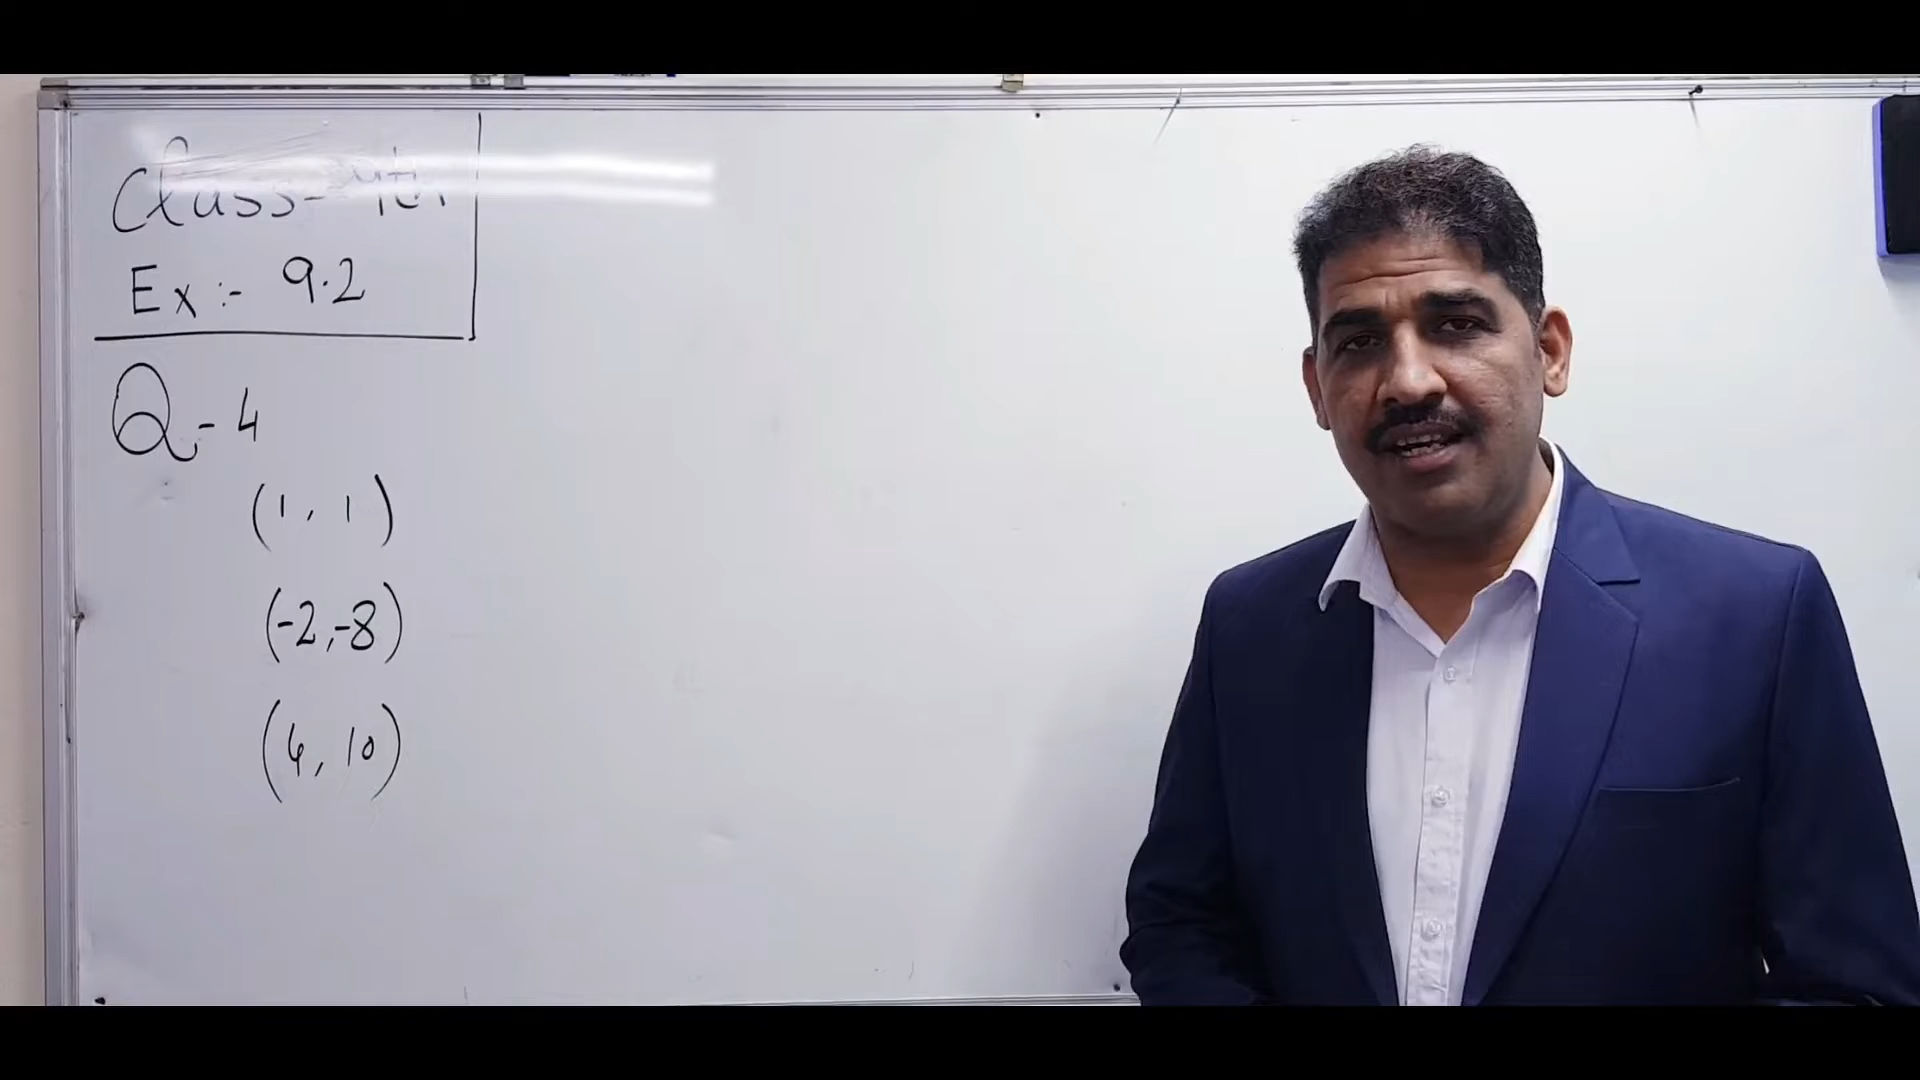 Class-9th
Ex :- 9.2
Q-4
(1, 1)
(-2,-8)
(4, 10)